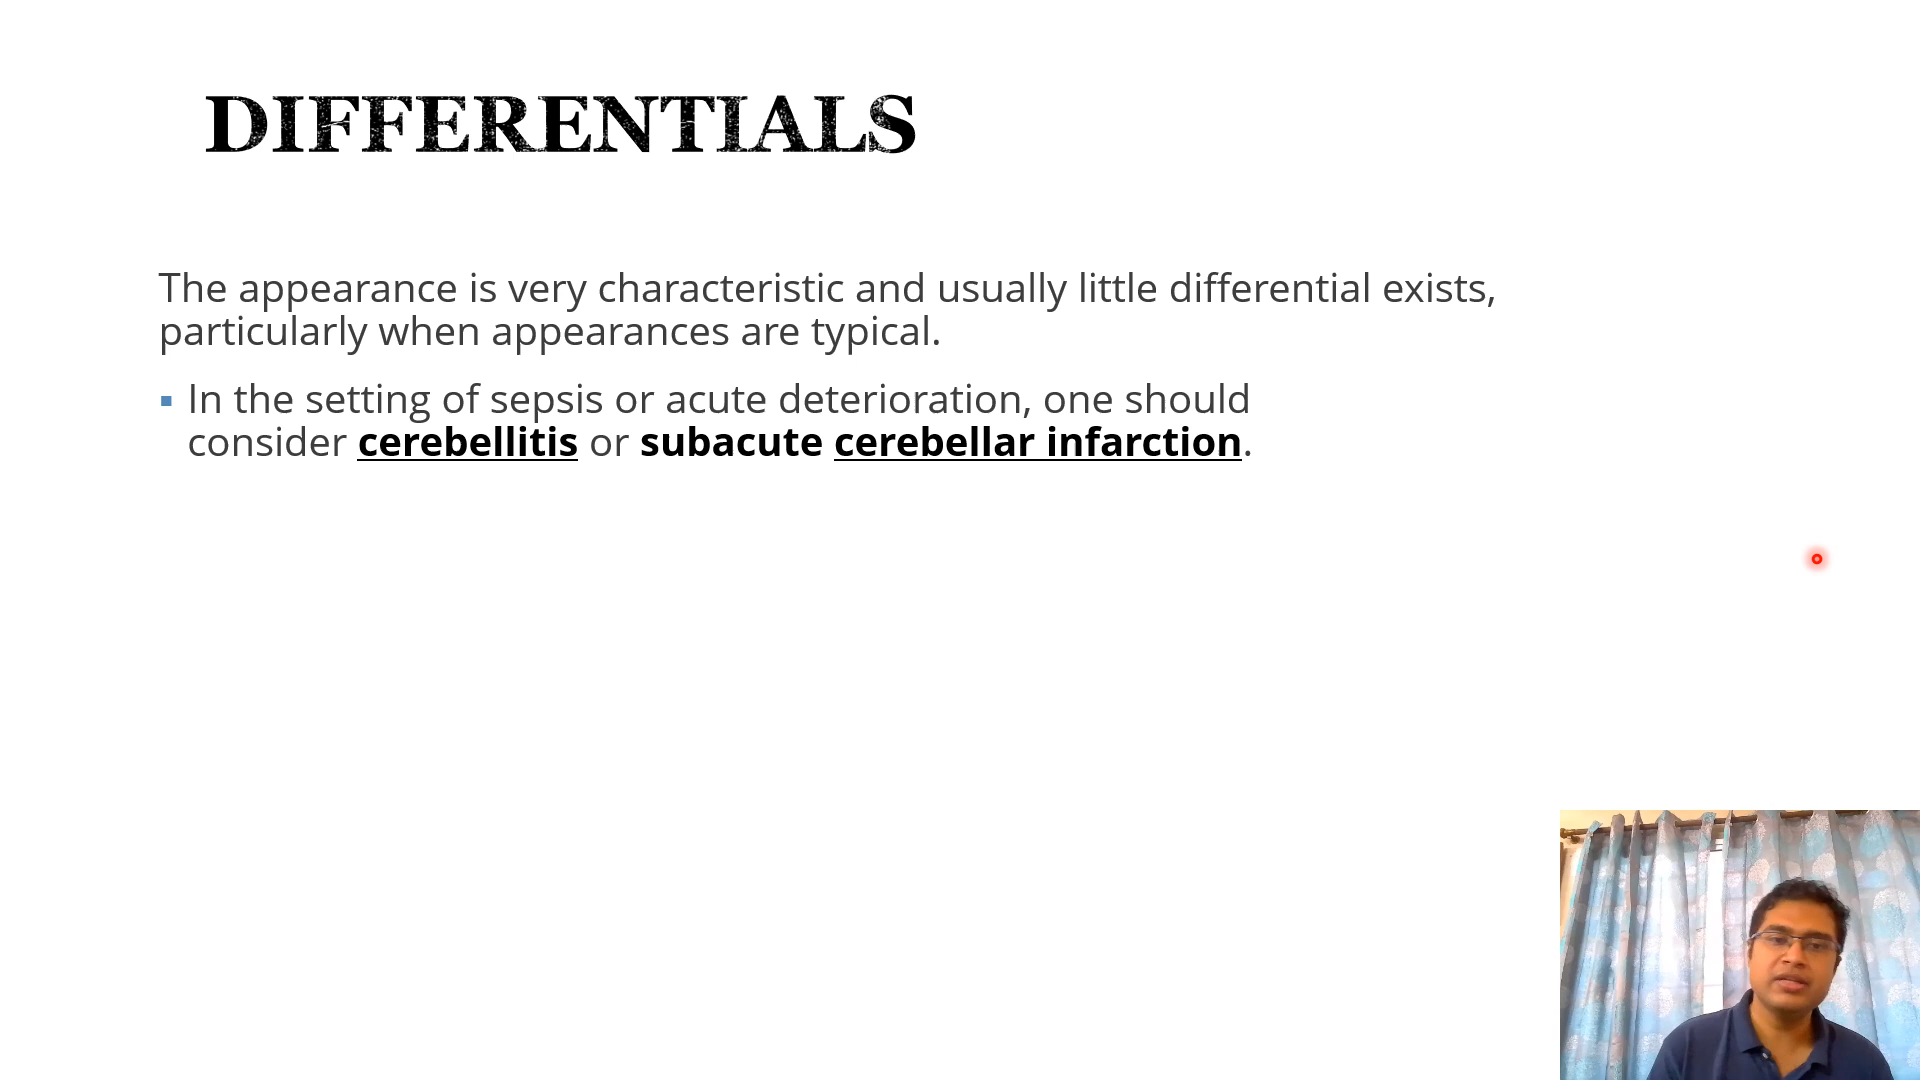 DIFFERENTIALS
The appearance is very characteristic and usually little differential exists,
particularly when appearances are typical.
▪ In the setting of sepsis or acute deterioration, one should
consider cerebellitis or subacute cerebellar infarction.